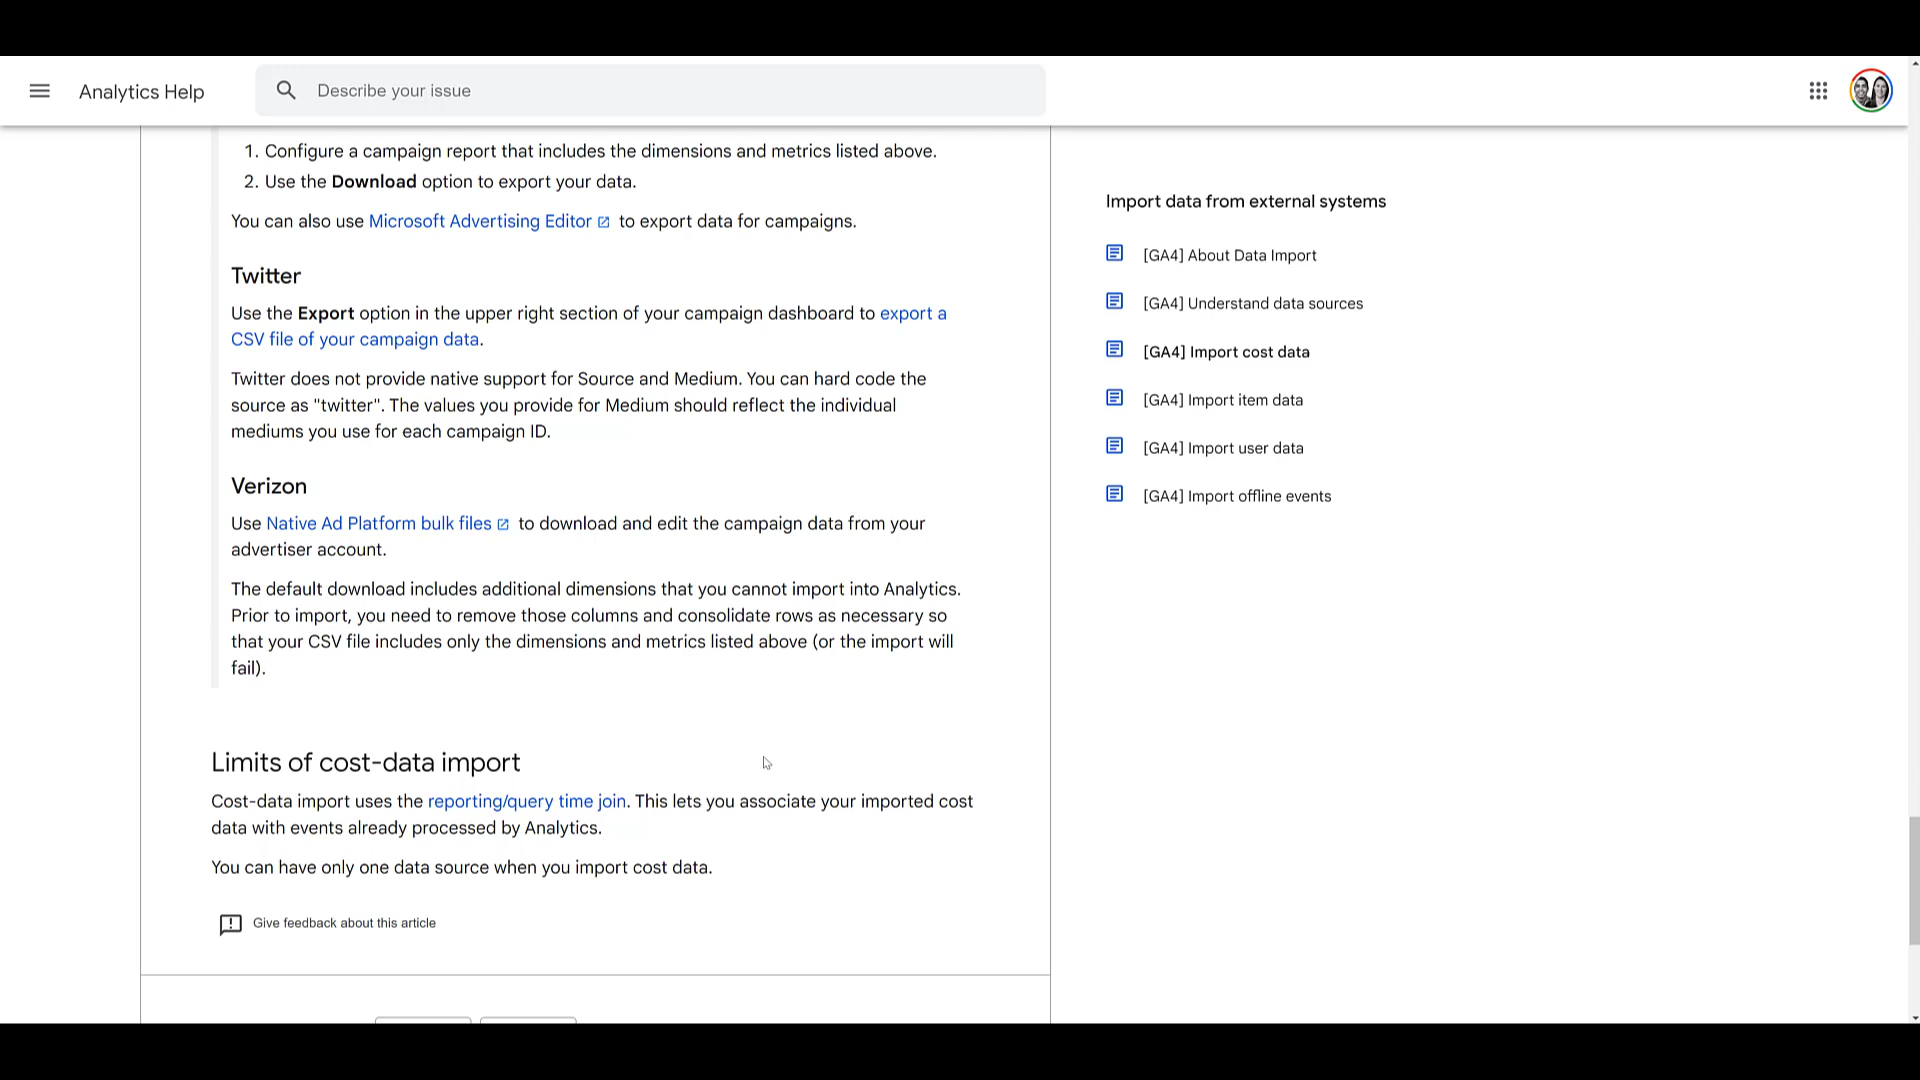 Analytics Help
Describe your issue
1. Configure a campaign report that includes the dimensions and metrics listed above.
2. Use the Download option to export your data.
You can also use Microsoft Advertising Editor to export data for campaigns.
Twitter
Use the Export option in the upper right section of your campaign dashboard to export a
CSV file of your campaign data.
Twitter does not provide native support for Source and Medium. You can hard code the
source as "twitter". The values you provide for Medium should reflect the individual
mediums you use for each campaign ID.
Verizon
Use Native Ad Platform bulk files to download and edit the campaign data from your
advertiser account.
The default download includes additional dimensions that you cannot import into Analytics.
Prior to import, you need to remove those columns and consolidate rows as necessary so
that your CSV file includes only the dimensions and metrics listed above (or the import will
fail).
Limits of cost-data import
Cost-data import uses the reporting/query time join. This lets you associate your imported cost
data with events already processed by Analytics.
You can have only one data source when you import cost data.
Give feedback about this article
Import data from external systems
[GA4] About Data Import
[GA4] Understand data sources
[GA4] Import cost data
[GA4] Import item data
[GA4] Import user data
[GA4] Import offline events